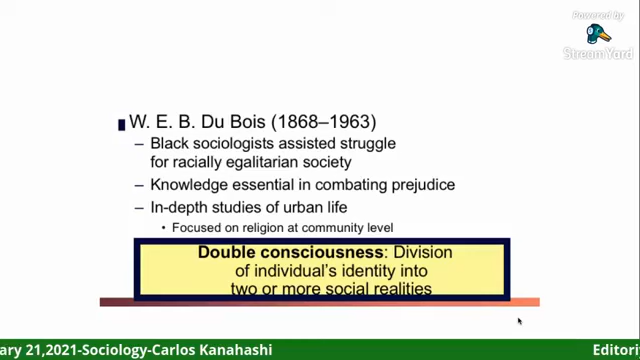 Powered by
StreamYard
W. E. B. Du Bois (1868–1963)
– Black sociologists assisted struggle
for racially egalitarian society
– Knowledge essential in combating prejudice
– In-depth studies of urban life
• Focused on religion at community level
Double consciousness: Division
of individual's identity into
two or more social realities
ary 21,2021-Sociology-Carlos Kanahashi
Editori